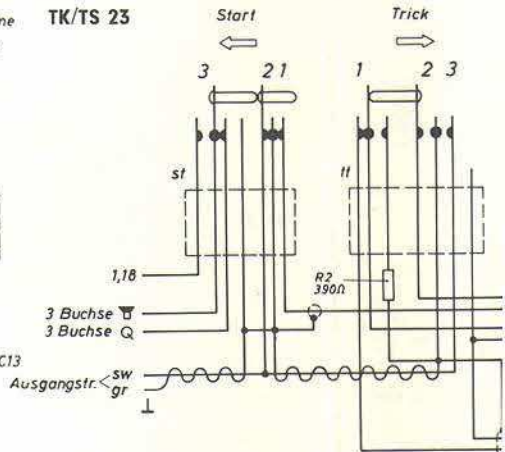 ne TK/TS 23
Start Trick
3 2 1 1 2 3
st tt
R2
390Ω
1,18
3 Buchse
3 Buchse Q
C13
Ausgangstr. sw
gr